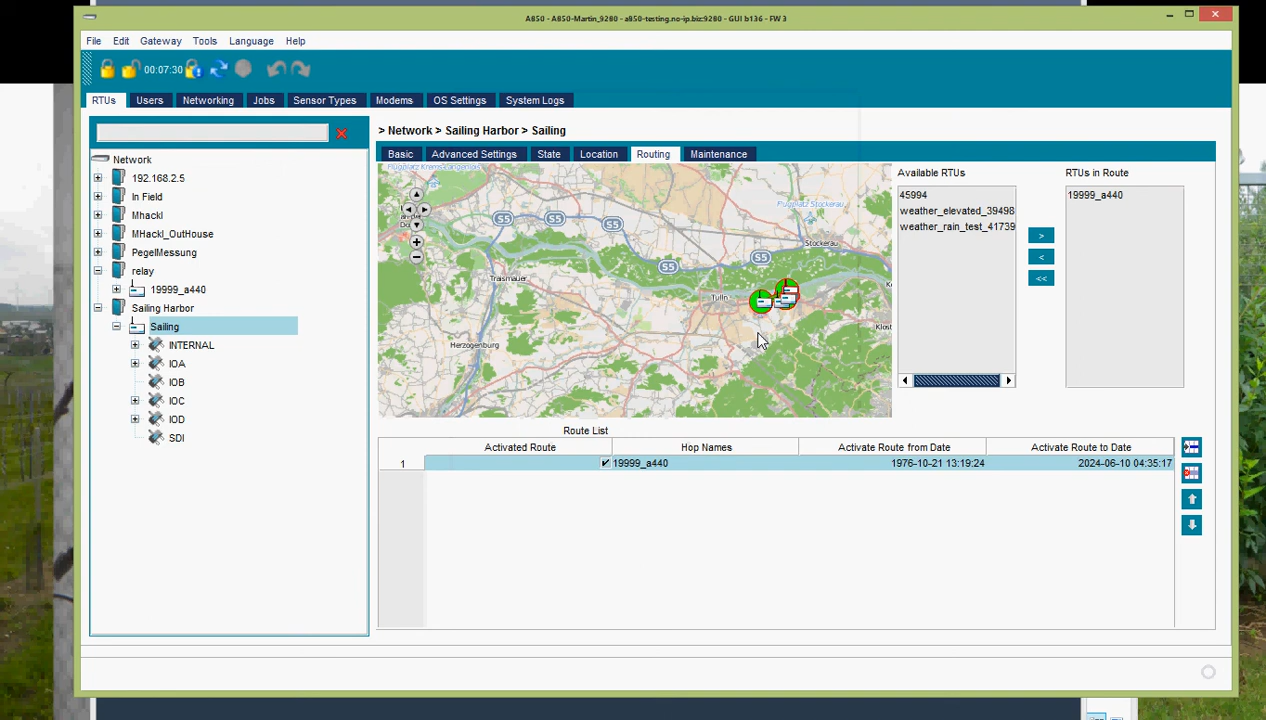 A850 - A850-Martin_9280 - a850-testing.no-ip.biz:9280 - GUI b136 - FW 3
File Edit Gateway Tools Language Help
00:07:30
RTUs Users Networking Jobs Sensor Types Modems OS Settings System Logs
Network
192.168.2.5
In Field
Mhackl
MHackl_OutHouse
PegelMessung
relay
19999_a440
Sailing Harbor
Sailing
INTERNAL
IOA
IOB
IOC
IOD
SDI
> Network > Sailing Harbor > Sailing
Basic Advanced Settings State Location Routing Maintenance
S5 S5 S5
Stockerau
S5
S5
Traismauer
Tulln
Herzogenburg
Available RTUs
45994
weather_elevated_39498
weather_rain_test_41739
>
<
<<
RTUs in Route
19999_a440
Route List
Activated Route Hop Names Activate Route from Date Activate Route to Date
1 19999_a440 1976-10-21 13:19:24 2024-06-10 04:35:17